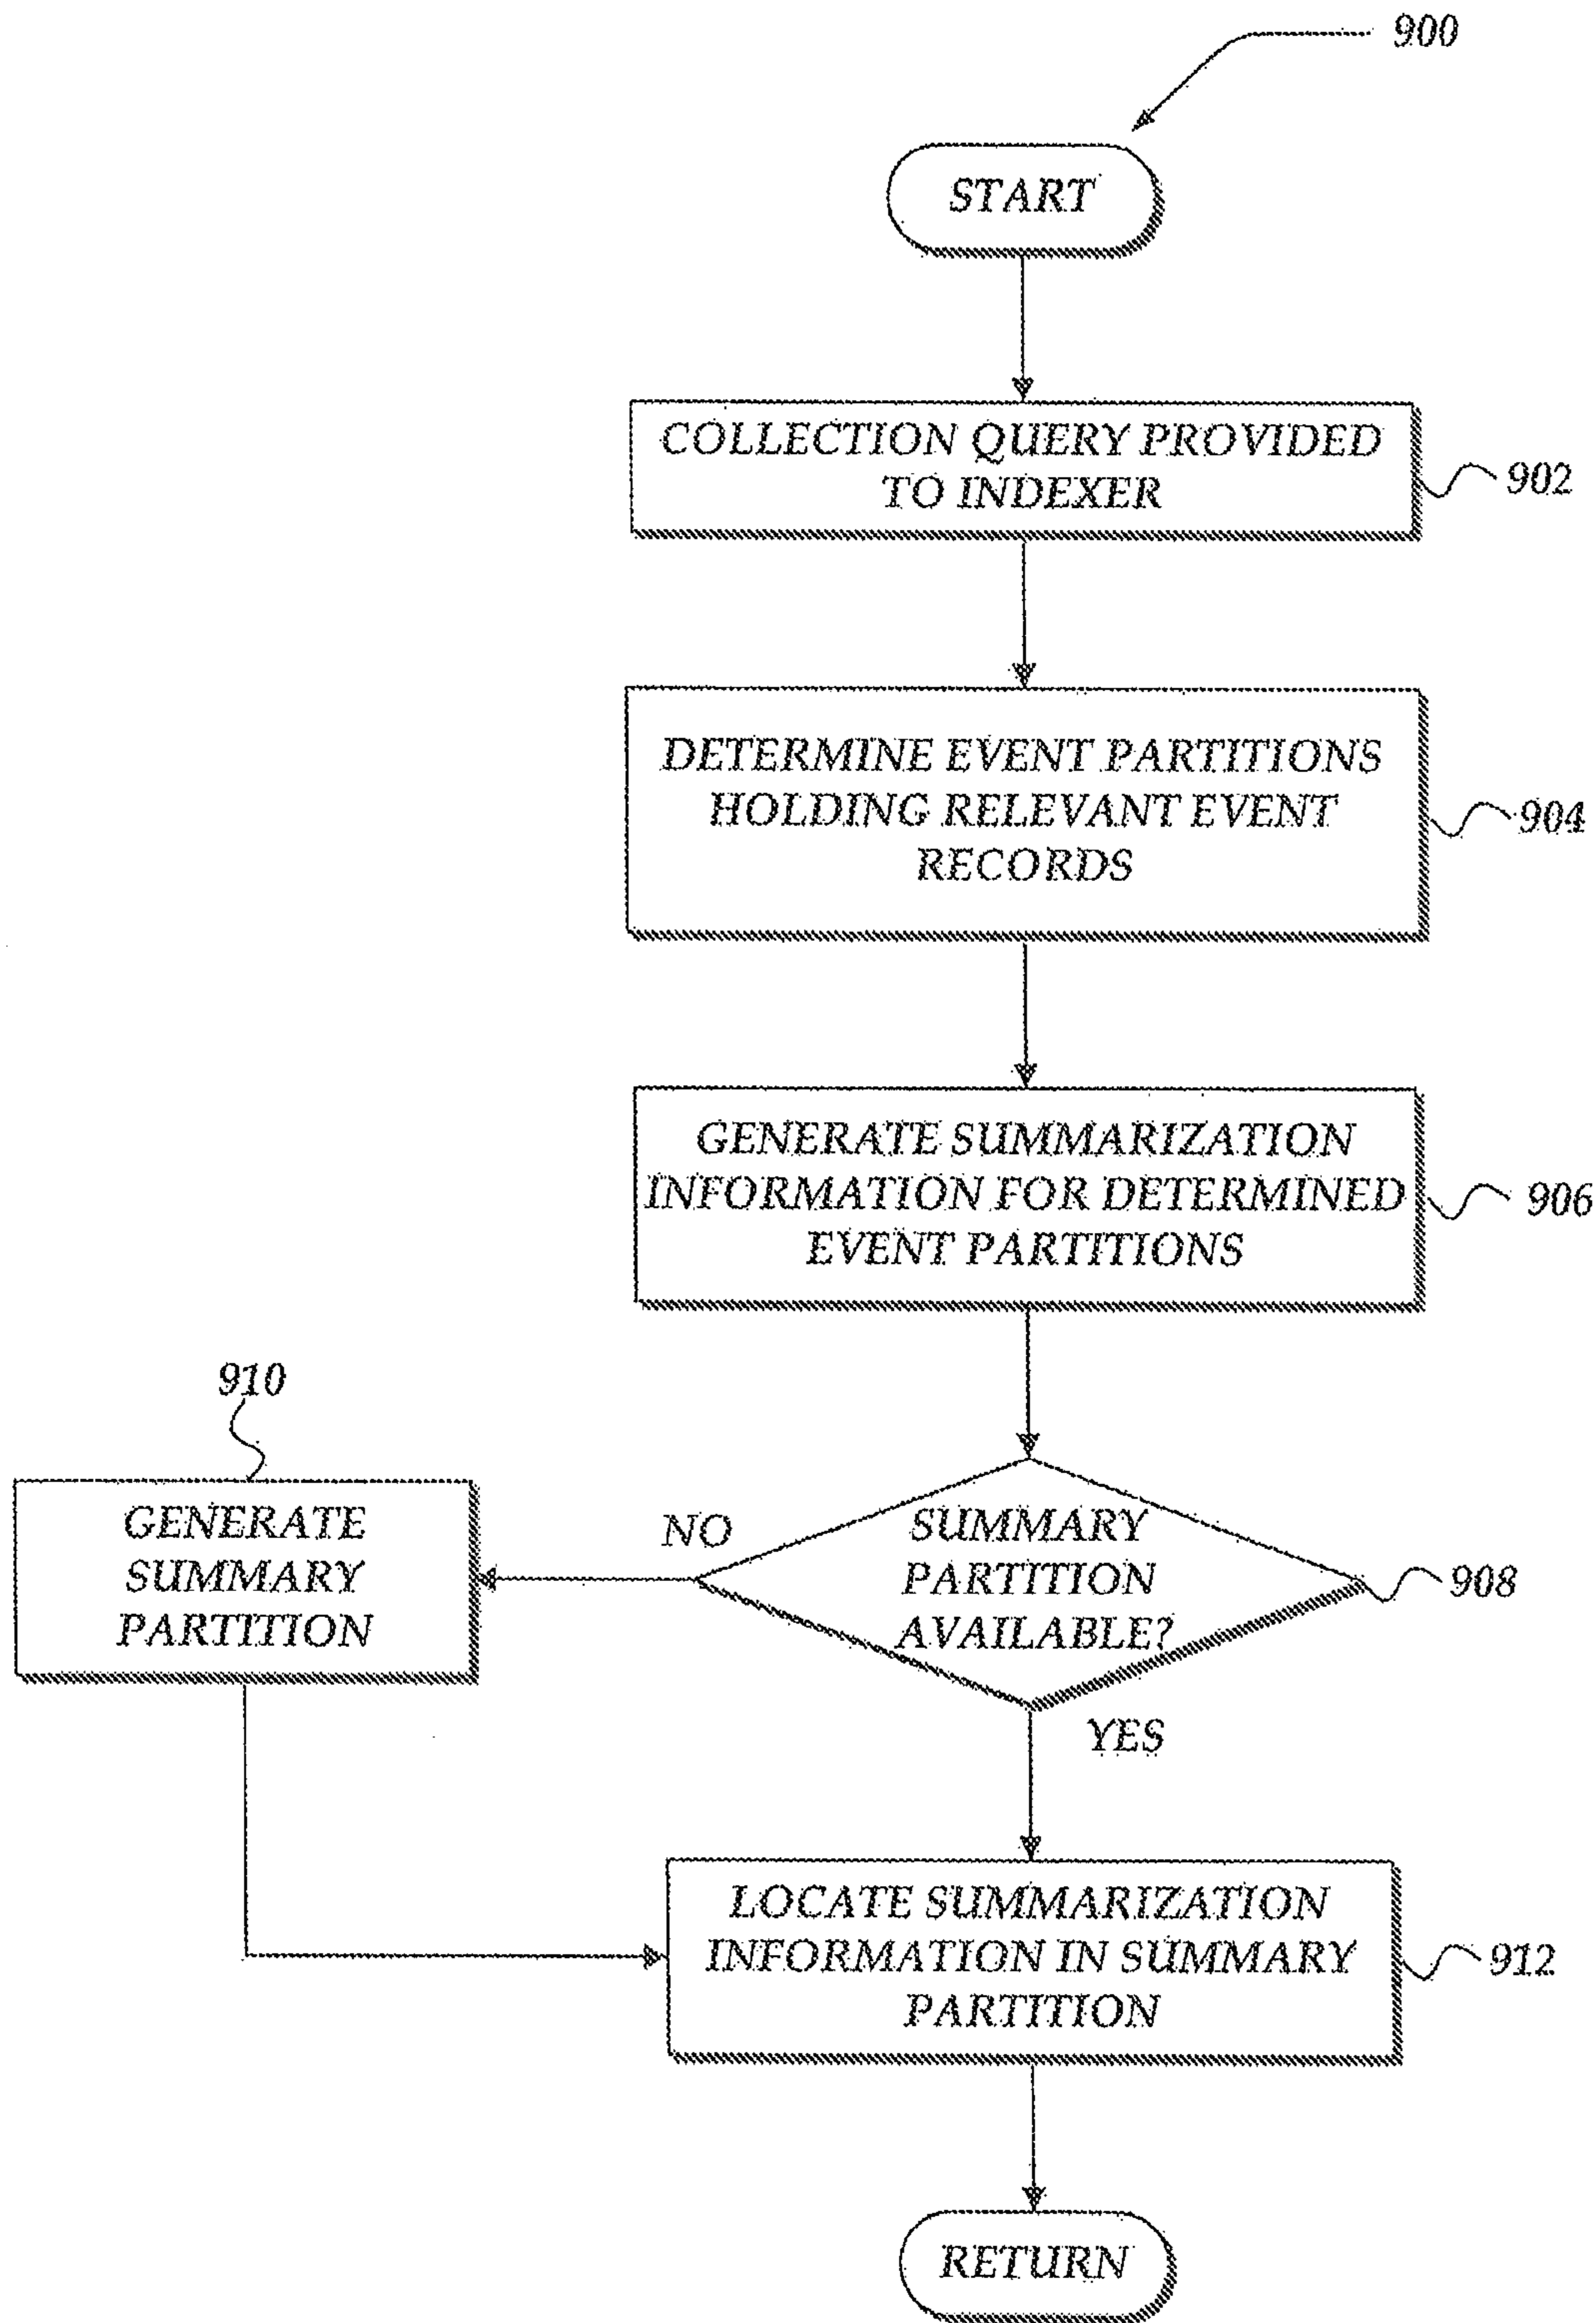 900
START
COLLECTION QUERY PROVIDED
TO INDEXER
902
DETERMINE EVENT PARTITIONS
HOLDING RELEVANT EVENT
RECORDS
904
GENERATE SUMMARIZATION
INFORMATION FOR DETERMINED
EVENT PARTITIONS
906
910
GENERATE
SUMMARY
PARTITION
NO
SUMMARY
PARTITION
AVAILABLE?
908
YES
LOCATE SUMMARIZATION
INFORMATION IN SUMMARY
PARTITION
912
RETURN